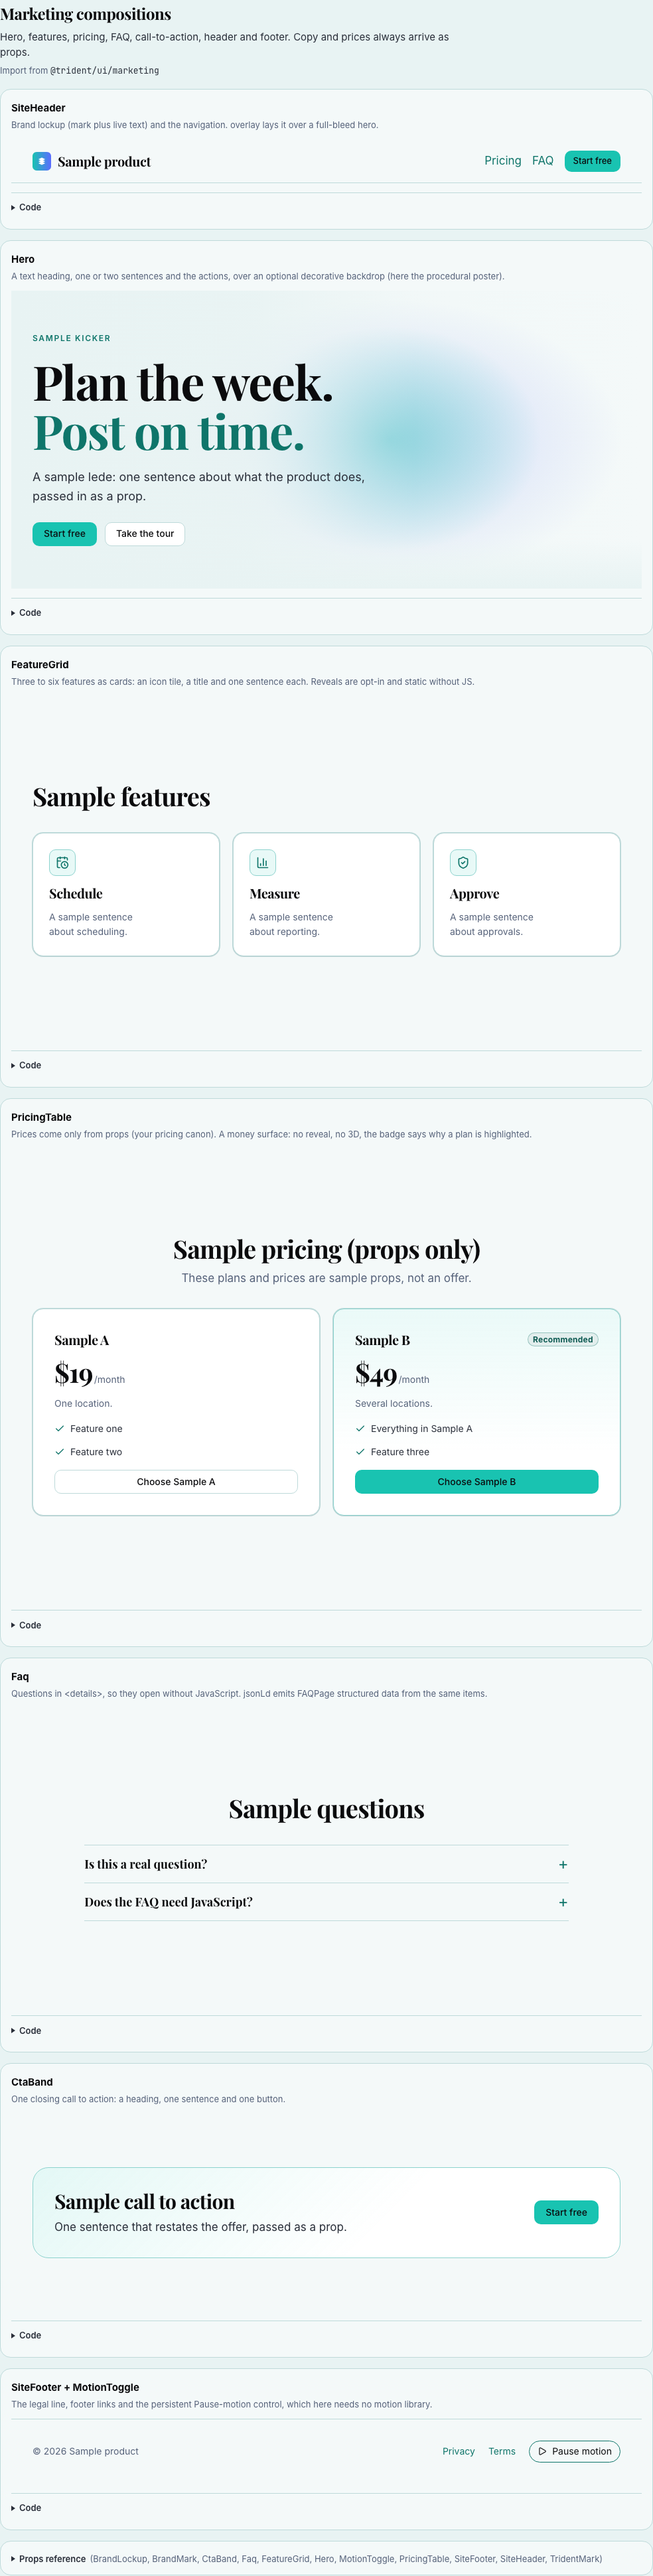 Marketing compositions
Hero, features, pricing, FAQ, call-to-action, header and footer. Copy and prices always arrive as
props.
Import from @trident/ui/marketing
SiteHeader
Brand lockup (mark plus live text) and the navigation. overlay lays it over a full-bleed hero.
Sample product
Pricing FAQ Start free
Code
Hero
A text heading, one or two sentences and the actions, over an optional decorative backdrop (here the procedural poster).
SAMPLE KICKER
Plan the week.
Post on time.
A sample lede: one sentence about what the product does,
passed in as a prop.
Start free Take the tour
Code
FeatureGrid
Three to six features as cards: an icon tile, a title and one sentence each. Reveals are opt-in and static without JS.
Sample features
Schedule
A sample sentence
about scheduling.
Measure
A sample sentence
about reporting.
Approve
A sample sentence
about approvals.
Code
PricingTable
Prices come only from props (your pricing canon). A money surface: no reveal, no 3D, the badge says why a plan is highlighted.
Sample pricing (props only)
These plans and prices are sample props, not an offer.
Sample A
$19/month
One location.
Feature one
Feature two
Choose Sample A
Sample B Recommended
$49/month
Several locations.
Everything in Sample A
Feature three
Choose Sample B
Code
Faq
Questions in <details>, so they open without JavaScript. jsonLd emits FAQPage structured data from the same items.
Sample questions
Is this a real question? +
Does the FAQ need JavaScript? +
Code
CtaBand
One closing call to action: a heading, one sentence and one button.
Sample call to action
One sentence that restates the offer, passed as a prop.
Start free
Code
SiteFooter + MotionToggle
The legal line, footer links and the persistent Pause-motion control, which here needs no motion library.
© 2026 Sample product
Privacy Terms Pause motion
Code
Props reference (BrandLockup, BrandMark, CtaBand, Faq, FeatureGrid, Hero, MotionToggle, PricingTable, SiteFooter, SiteHeader, TridentMark)